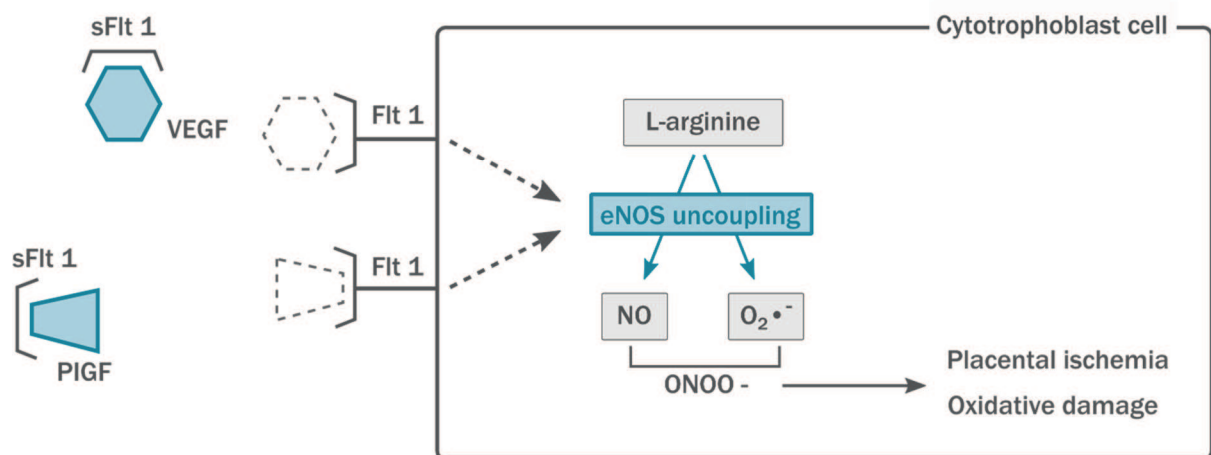 Cytotrophoblast cell
sFlt 1
VEGF
Flt 1
L-arginine
eNOS uncoupling
sFlt 1
PlGF
Flt 1
NO
O₂•⁻
ONOO -
Placental ischemia
Oxidative damage